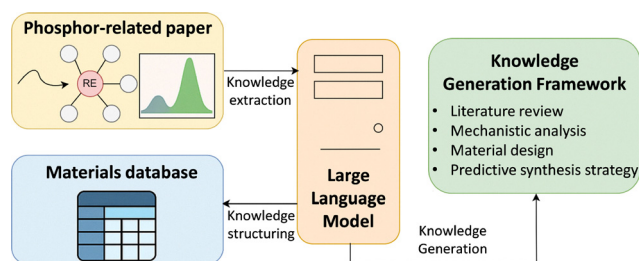 Phosphor-related paper
RE
Knowledge
extraction
Materials database
Knowledge
structuring
Large
Language
Model
Knowledge
Generation Framework
• Literature review
• Mechanistic analysis
• Material design
• Predictive synthesis strategy
Knowledge
Generation